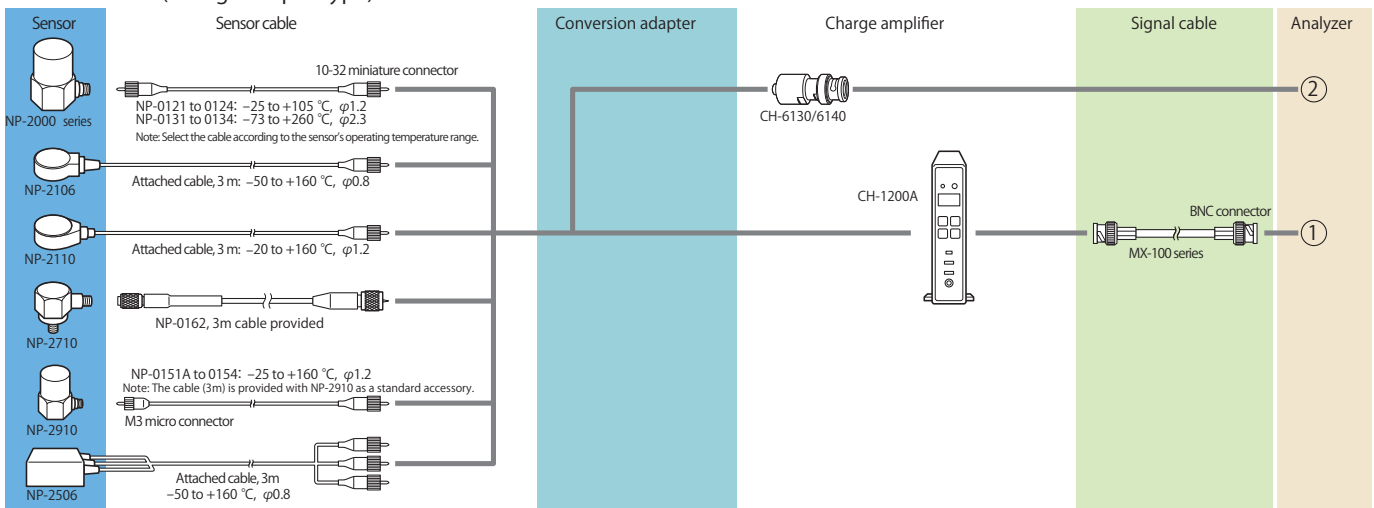 Sensor
Sensor cable
Conversion adapter
Charge amplifier
Signal cable
Analyzer
10-32 miniature connector
NP-0121 to 0124: –25 to +105 °C, φ1.2
NP-0131 to 0134: –73 to +260 °C, φ2.3
Note: Select the cable according to the sensor's operating temperature range.
NP-2000 series
CH-6130/6140
②
Attached cable, 3 m: –50 to +160 °C, φ0.8
NP-2106
CH-1200A
Attached cable, 3 m: –20 to +160 °C, φ1.2
NP-2110
BNC connector
MX-100 series
①
NP-0162, 3m cable provided
NP-2710
NP-0151A to 0154: –25 to +160 °C, φ1.2
Note: The cable (3m) is provided with NP-2910 as a standard accessory.
M3 micro connector
NP-2910
Attached cable, 3m
–50 to +160 °C, φ0.8
NP-2506